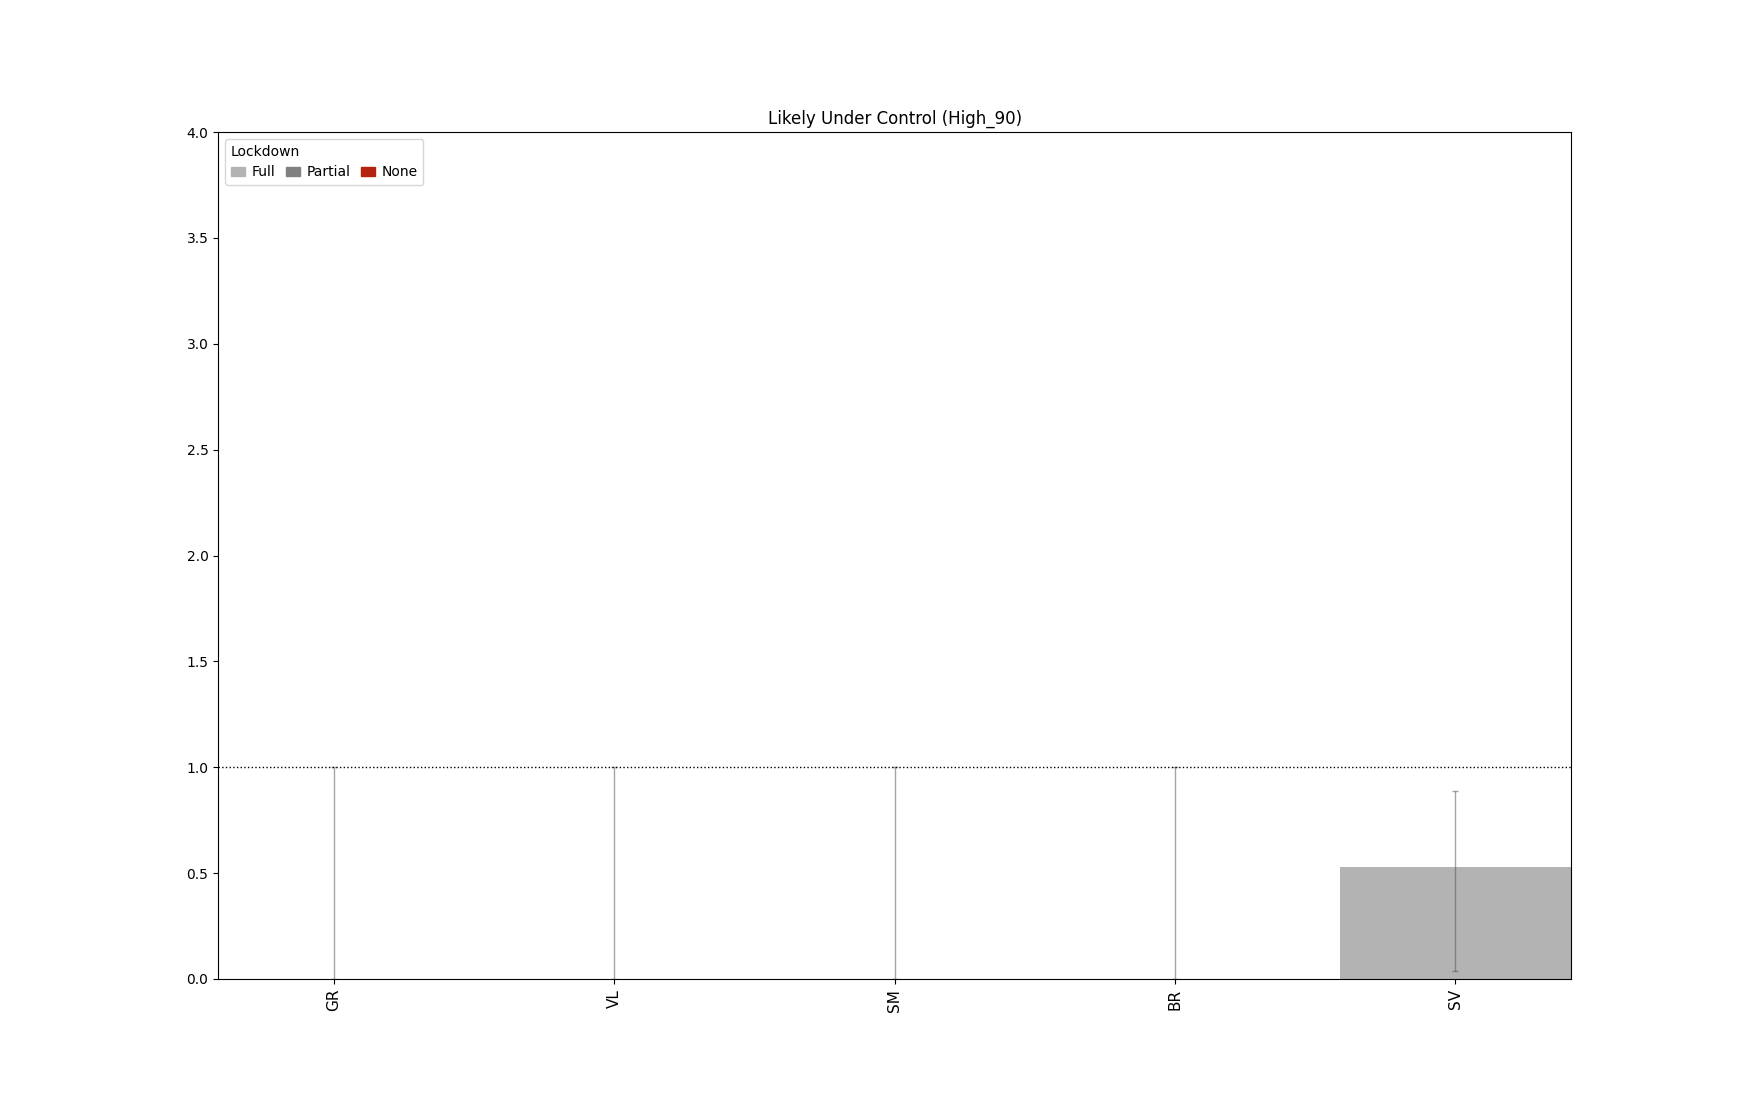 Likely Under Control (High_90)
4.0
Lockdown
Full Partial None
3.5
3.0
2.5
2.0
1.5
1.0
0.5
0.0
GR
VL
SM
BR
SV